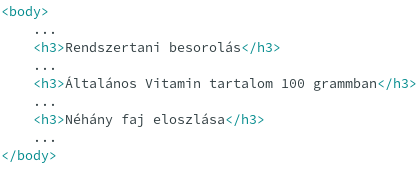 <body>
...
<h3>Rendszertani besorolás</h3>
...
<h3>Általános Vitamin tartalom 100 grammban</h3>
...
<h3>Néhány faj eloszlása</h3>
...
</body>